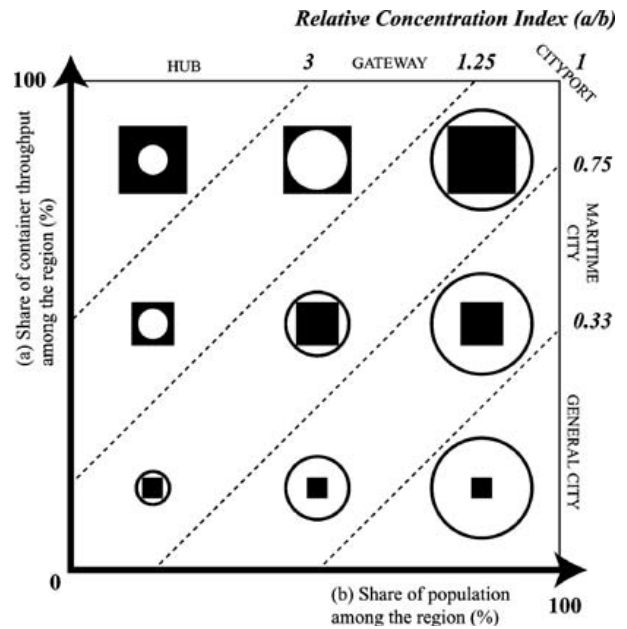 Relative Concentration Index (a/b)
100
HUB
3
GATEWAY
1.25
CITYPORT
1
0.75
MARITIME
CITY
0.33
GENERAL CITY
(a) Share of container throughput
among the region (%)
0
(b) Share of population
among the region (%)
100